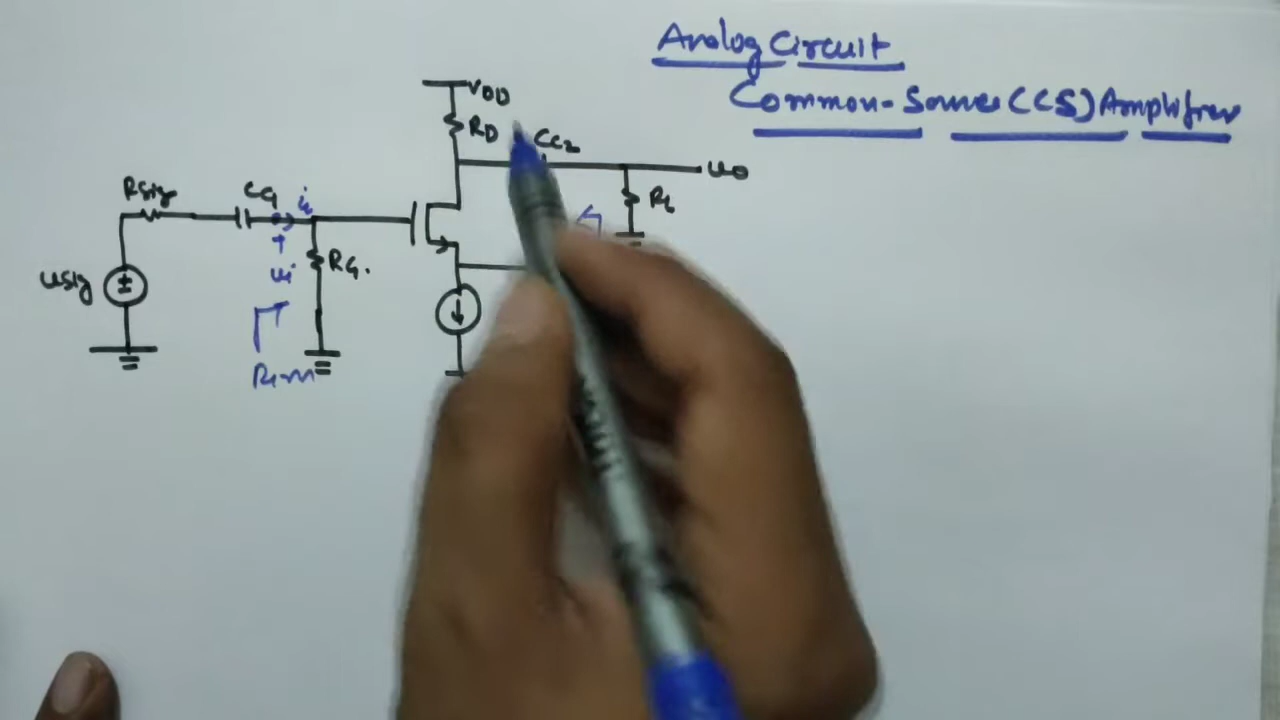 Analog Circuit
Common-Source (CS) Amplifier
VDD
RD
CC2
vo
Rsig
CC1
ii
RL
+
vi
RG.
vsig
±
Rin